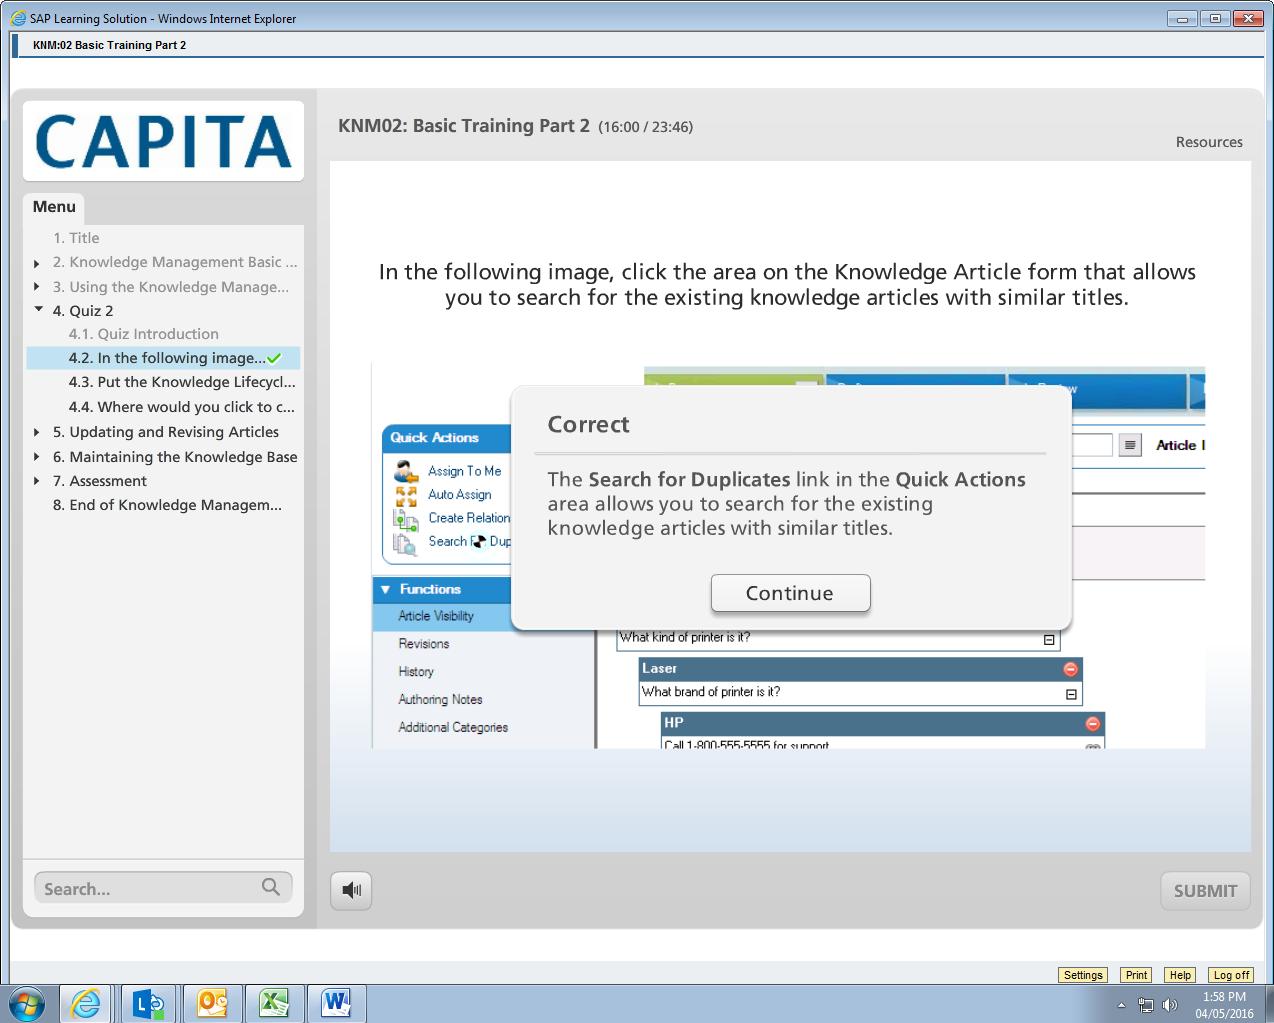 SAP Learning Solution - Windows Internet Explorer
KNM:02 Basic Training Part 2
CAPITA
KNM02: Basic Training Part 2 (16:00 / 23:46)
Resources
Menu
1. Title
2. Knowledge Management Basic ...
3. Using the Knowledge Manage...
4. Quiz 2
4.1. Quiz Introduction
4.2. In the following image...
4.3. Put the Knowledge Lifecycl...
4.4. Where would you click to c...
5. Updating and Revising Articles
6. Maintaining the Knowledge Base
7. Assessment
8. End of Knowledge Managem...
Search...
In the following image, click the area on the Knowledge Article form that allows
you to search for the existing knowledge articles with similar titles.
Article
Quick Actions
Assign To Me
Auto Assign
Create Relation
Search Dup
Functions
Article Visibility
Revisions
History
Authoring Notes
Additional Categories
Correct
The Search for Duplicates link in the Quick Actions
area allows you to search for the existing
knowledge articles with similar titles.
Continue
What kind of printer is it?
Laser
What brand of printer is it?
HP
Call 1-800-555-5555 for support
SUBMIT
Settings
Print
Help
Log off
1:58 PM
04/05/2016